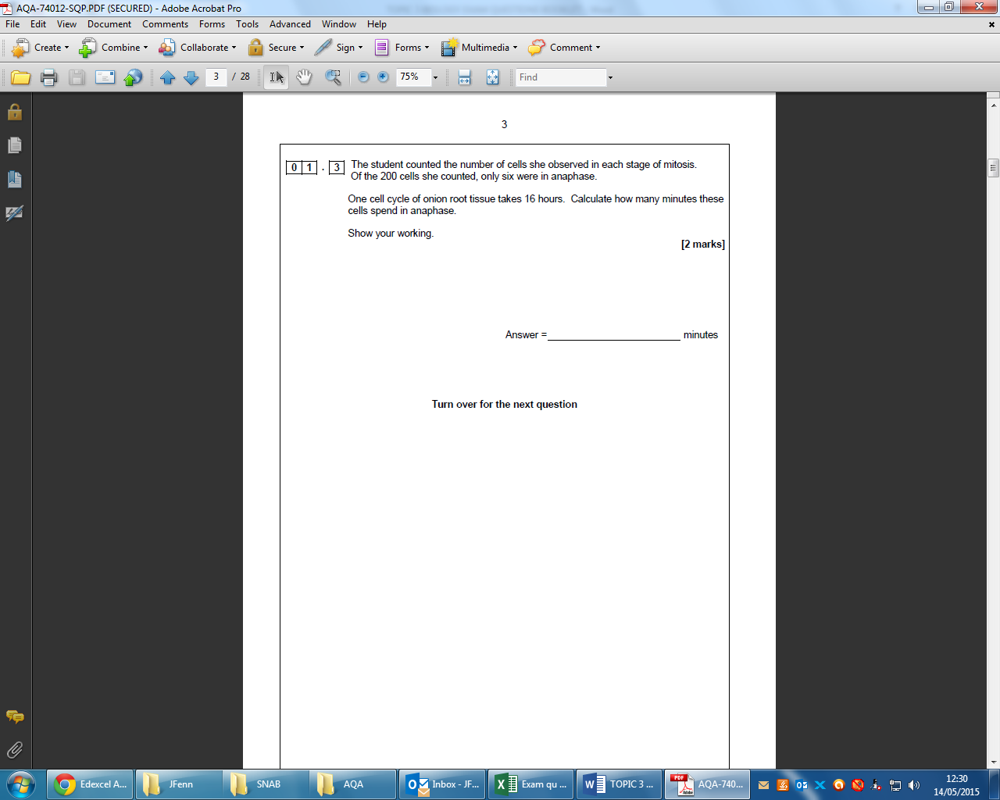 AQA-74012-SQP.PDF (SECURED) - Adobe Acrobat Pro
File Edit View Document Comments Forms Tools Advanced Window Help
Create Combine Collaborate Secure Sign Forms Multimedia Comment
3 / 28 75% Find
3
0 1 . 3 The student counted the number of cells she observed in each stage of mitosis.
Of the 200 cells she counted, only six were in anaphase.
One cell cycle of onion root tissue takes 16 hours. Calculate how many minutes these
cells spend in anaphase.
Show your working.
[2 marks]
Answer = minutes
Turn over for the next question
Edexcel A... JFenn SNAB AQA Inbox - JF... Exam qu ... TOPIC 3 ... AQA-740...
12:30
14/05/2015